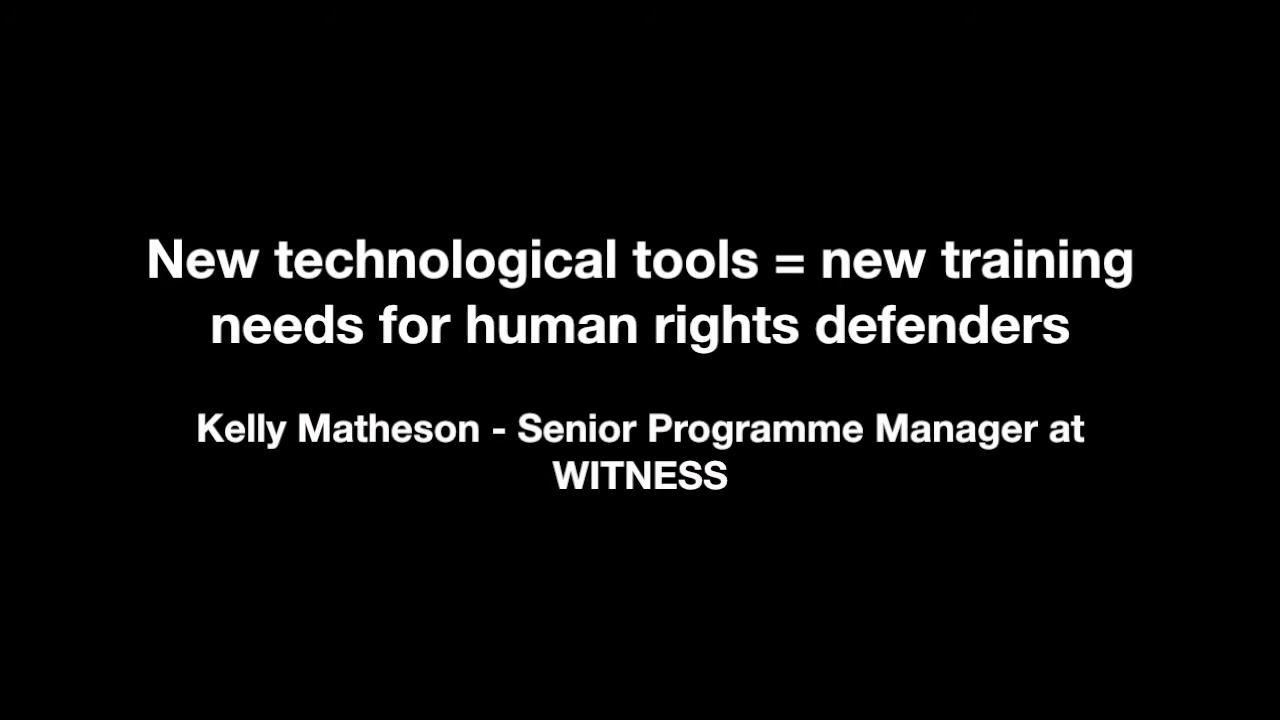 New technological tools = new training
needs for human rights defenders
Kelly Matheson - Senior Programme Manager at
WITNESS